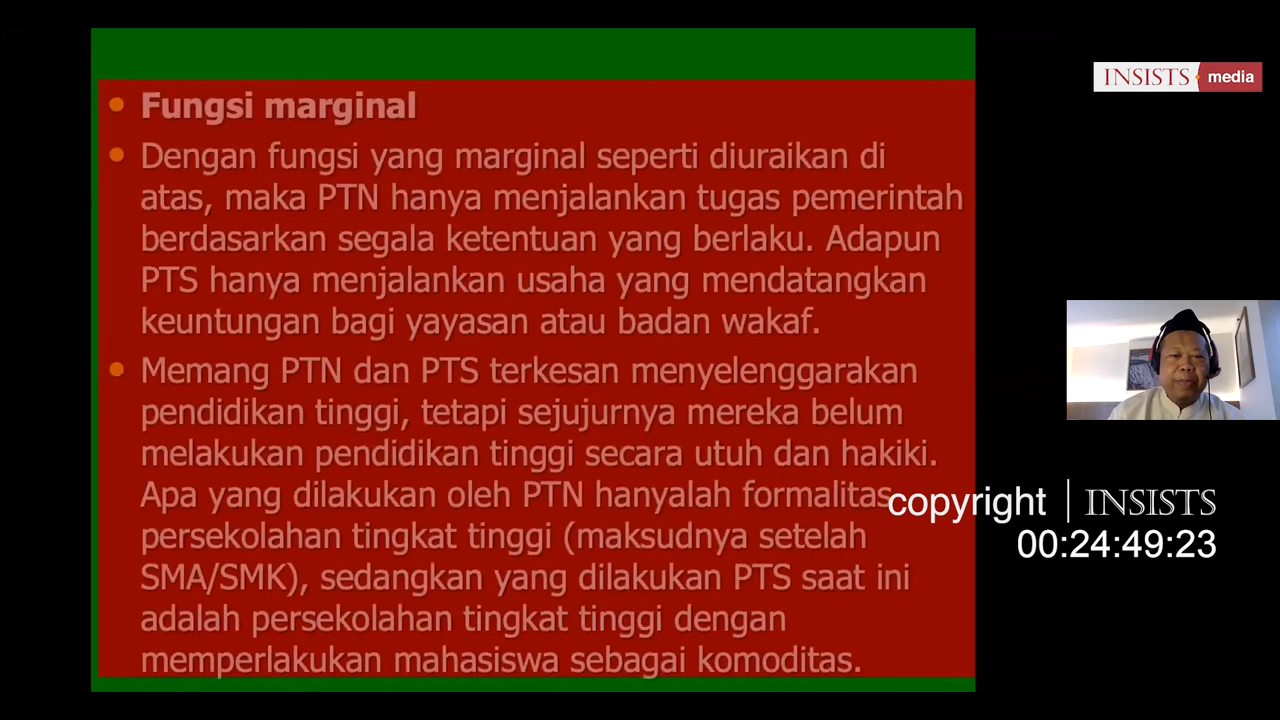 Fungsi marginal
Dengan fungsi yang marginal seperti diuraikan di
atas, maka PTN hanya menjalankan tugas pemerintah
berdasarkan segala ketentuan yang berlaku. Adapun
PTS hanya menjalankan usaha yang mendatangkan
keuntungan bagi yayasan atau badan wakaf.
Memang PTN dan PTS terkesan menyelenggarakan
pendidikan tinggi, tetapi sejujurnya mereka belum
melakukan pendidikan tinggi secara utuh dan hakiki.
Apa yang dilakukan oleh PTN hanyalah formalitas
persekolahan tingkat tinggi (maksudnya setelah
SMA/SMK), sedangkan yang dilakukan PTS saat ini
adalah persekolahan tingkat tinggi dengan
memperlakukan mahasiswa sebagai komoditas.
INSISTS media
copyright | INSISTS
00:24:49:23